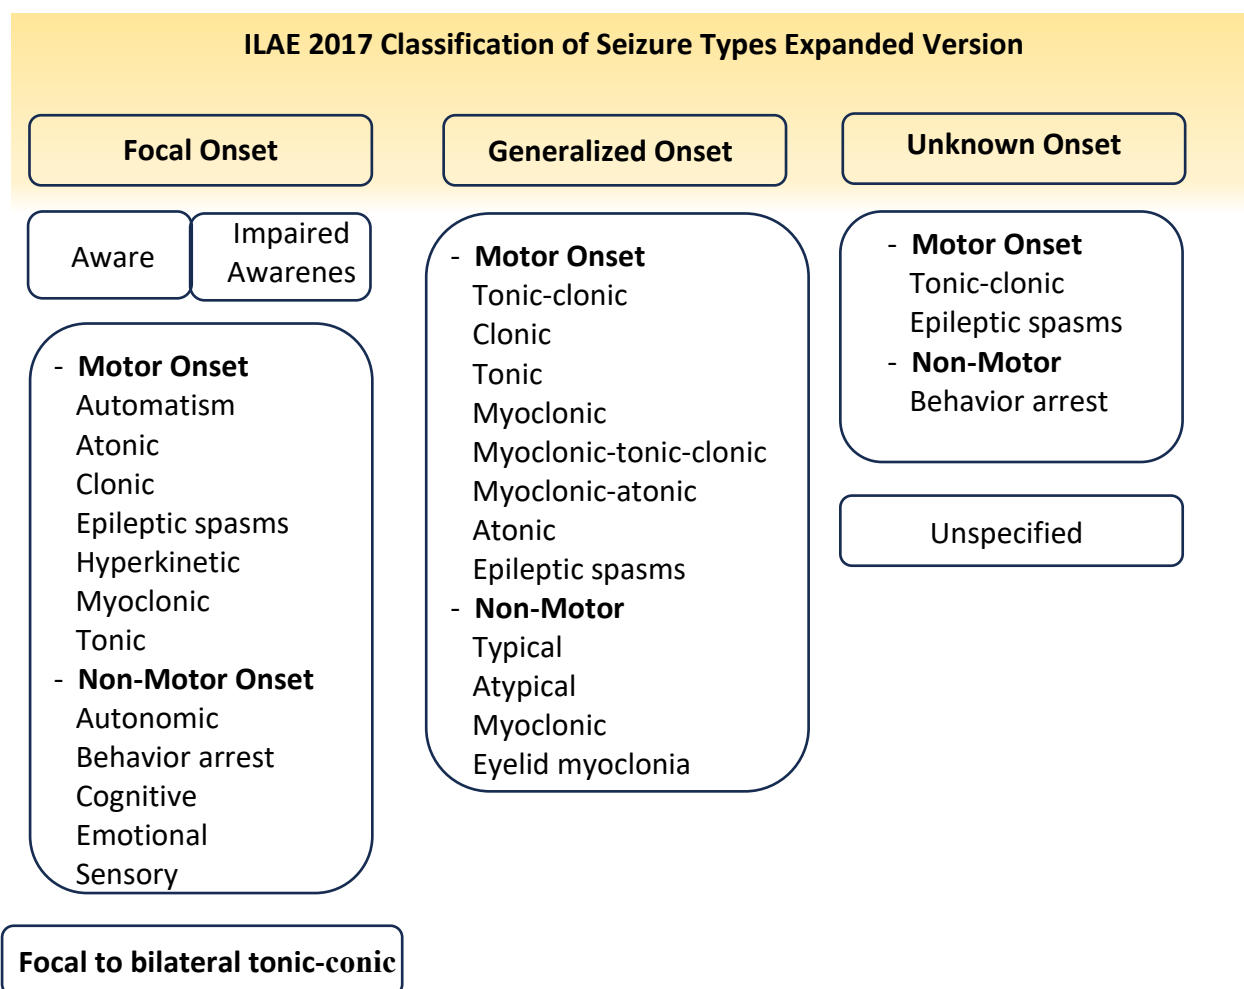 ILAE 2017 Classification of Seizure Types Expanded Version
Focal Onset
Aware
Impaired
Awarenes
- Motor Onset
Automatism
Atonic
Clonic
Epileptic spasms
Hyperkinetic
Myoclonic
Tonic
- Non-Motor Onset
Autonomic
Behavior arrest
Cognitive
Emotional
Sensory
Focal to bilateral tonic-conic
Generalized Onset
- Motor Onset
Tonic-clonic
Clonic
Tonic
Myoclonic
Myoclonic-tonic-clonic
Myoclonic-atonic
Atonic
Epileptic spasms
- Non-Motor
Typical
Atypical
Myoclonic
Eyelid myoclonia
Unknown Onset
- Motor Onset
Tonic-clonic
Epileptic spasms
- Non-Motor
Behavior arrest
Unspecified